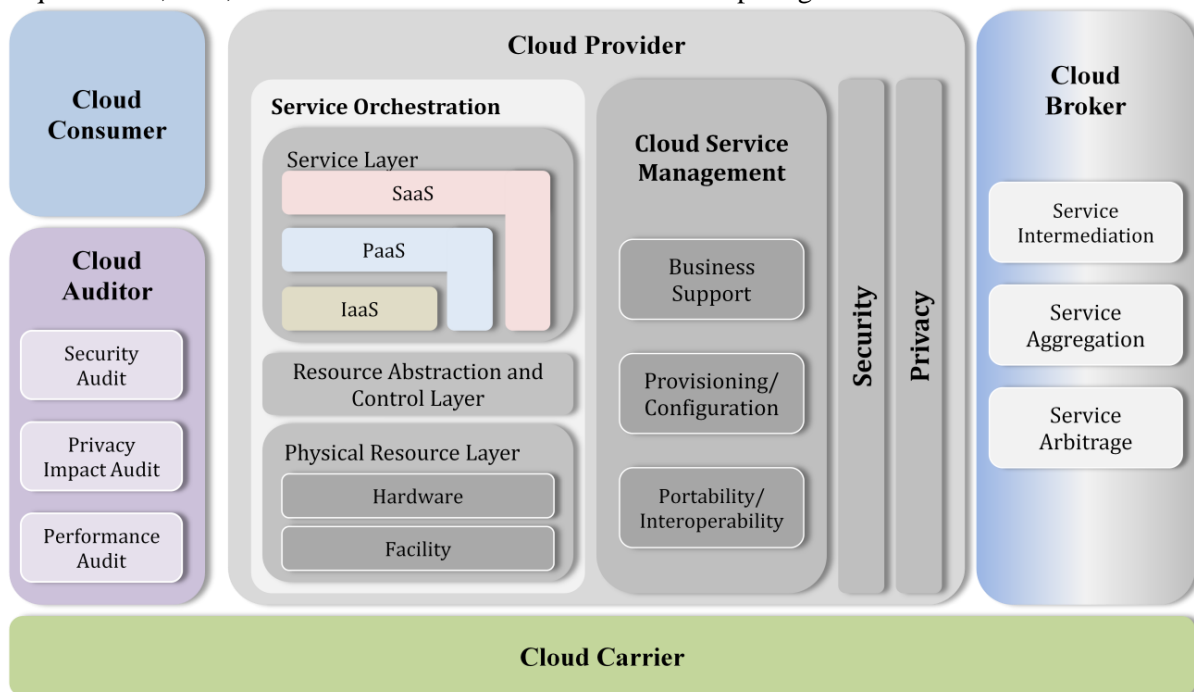 Cloud
Consumer
Cloud
Auditor
Security
Audit
Privacy
Impact Audit
Performance
Audit
Cloud Provider
Service Orchestration
Service Layer
SaaS
PaaS
IaaS
Resource Abstraction and
Control Layer
Physical Resource Layer
Hardware
Facility
Cloud Service
Management
Business
Support
Provisioning/
Configuration
Portability/
Interoperability
Security
Privacy
Cloud
Broker
Service
Intermediation
Service
Aggregation
Service
Arbitrage
Cloud Carrier